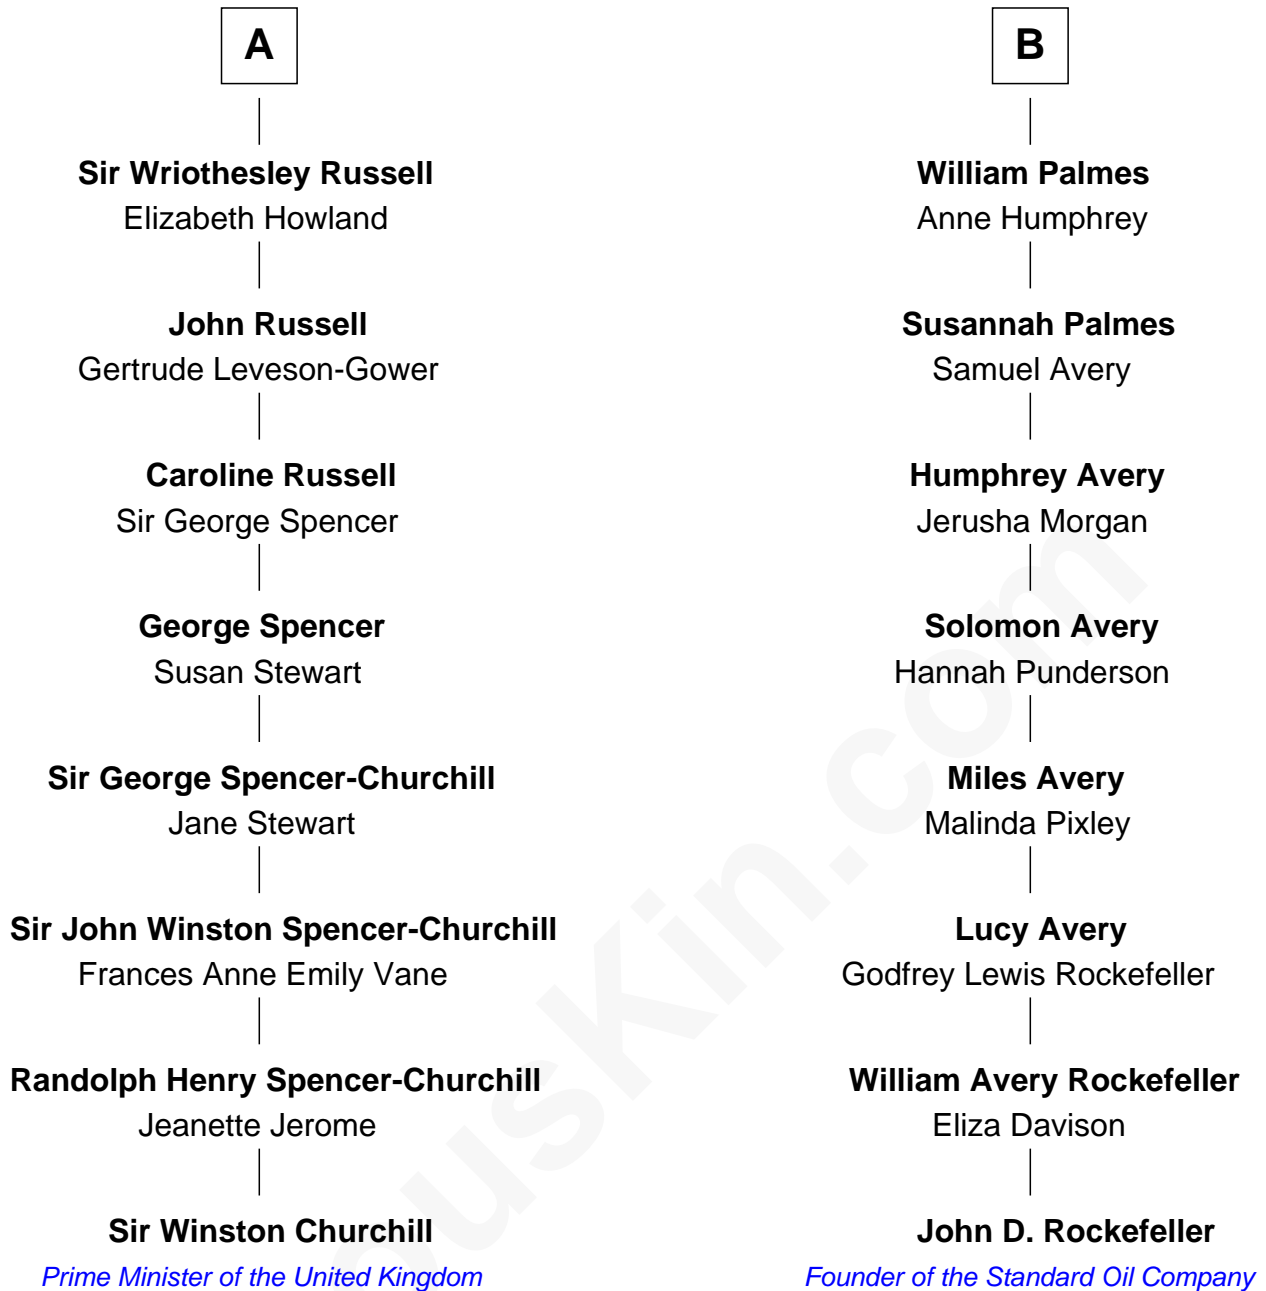 A
Sir Wriothesley Russell
Elizabeth Howland
John Russell
Gertrude Leveson-Gower
Caroline Russell
Sir George Spencer
George Spencer
Susan Stewart
Sir George Spencer-Churchill
Jane Stewart
Sir John Winston Spencer-Churchill
Frances Anne Emily Vane
Randolph Henry Spencer-Churchill
Jeanette Jerome
Sir Winston Churchill
Prime Minister of the United Kingdom
B
William Palmes
Anne Humphrey
Susannah Palmes
Samuel Avery
Humphrey Avery
Jerusha Morgan
Solomon Avery
Hannah Punderson
Miles Avery
Malinda Pixley
Lucy Avery
Godfrey Lewis Rockefeller
William Avery Rockefeller
Eliza Davison
John D. Rockefeller
Founder of the Standard Oil Company
ousKin.com